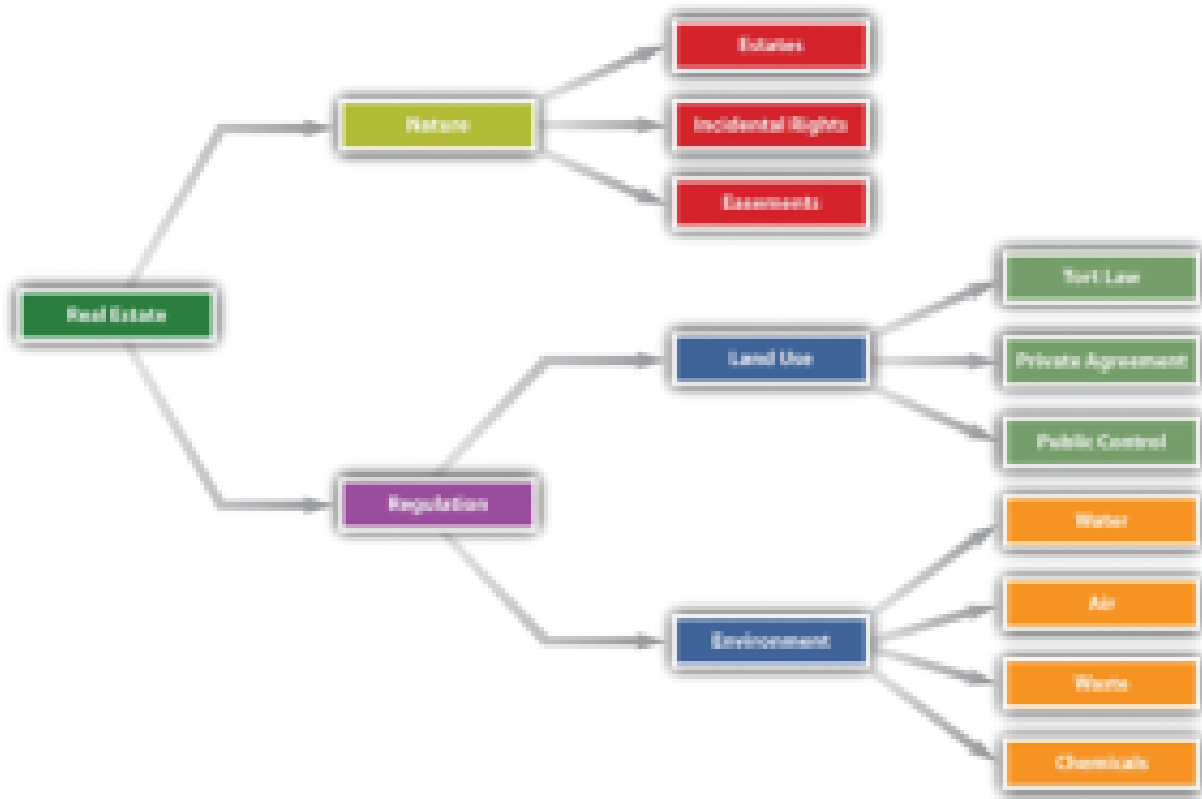 Estates
Nature
Incidental Rights
Easements
Real Estate
Tort Law
Land Use
Private Agreement
Public Control
Regulation
Water
Air
Environment
Waste
Chemicals